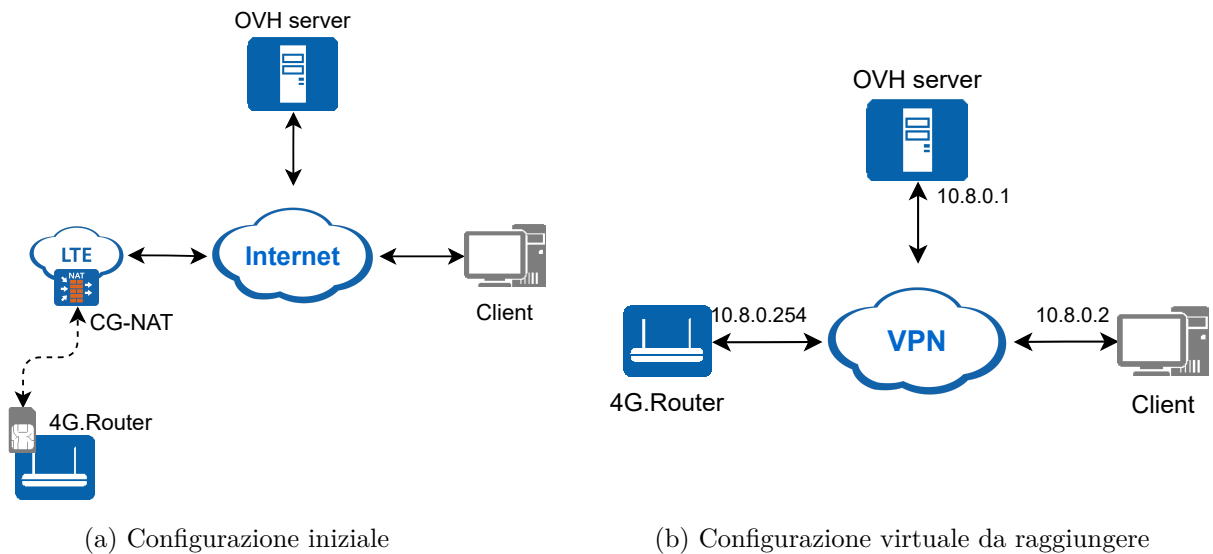 OVH server
Internet
LTE
NAT
CG-NAT
Client
4G.Router
(a) Configurazione iniziale
OVH server
10.8.0.1
10.8.0.254
10.8.0.2
VPN
4G.Router
Client
(b) Configurazione virtuale da raggiungere